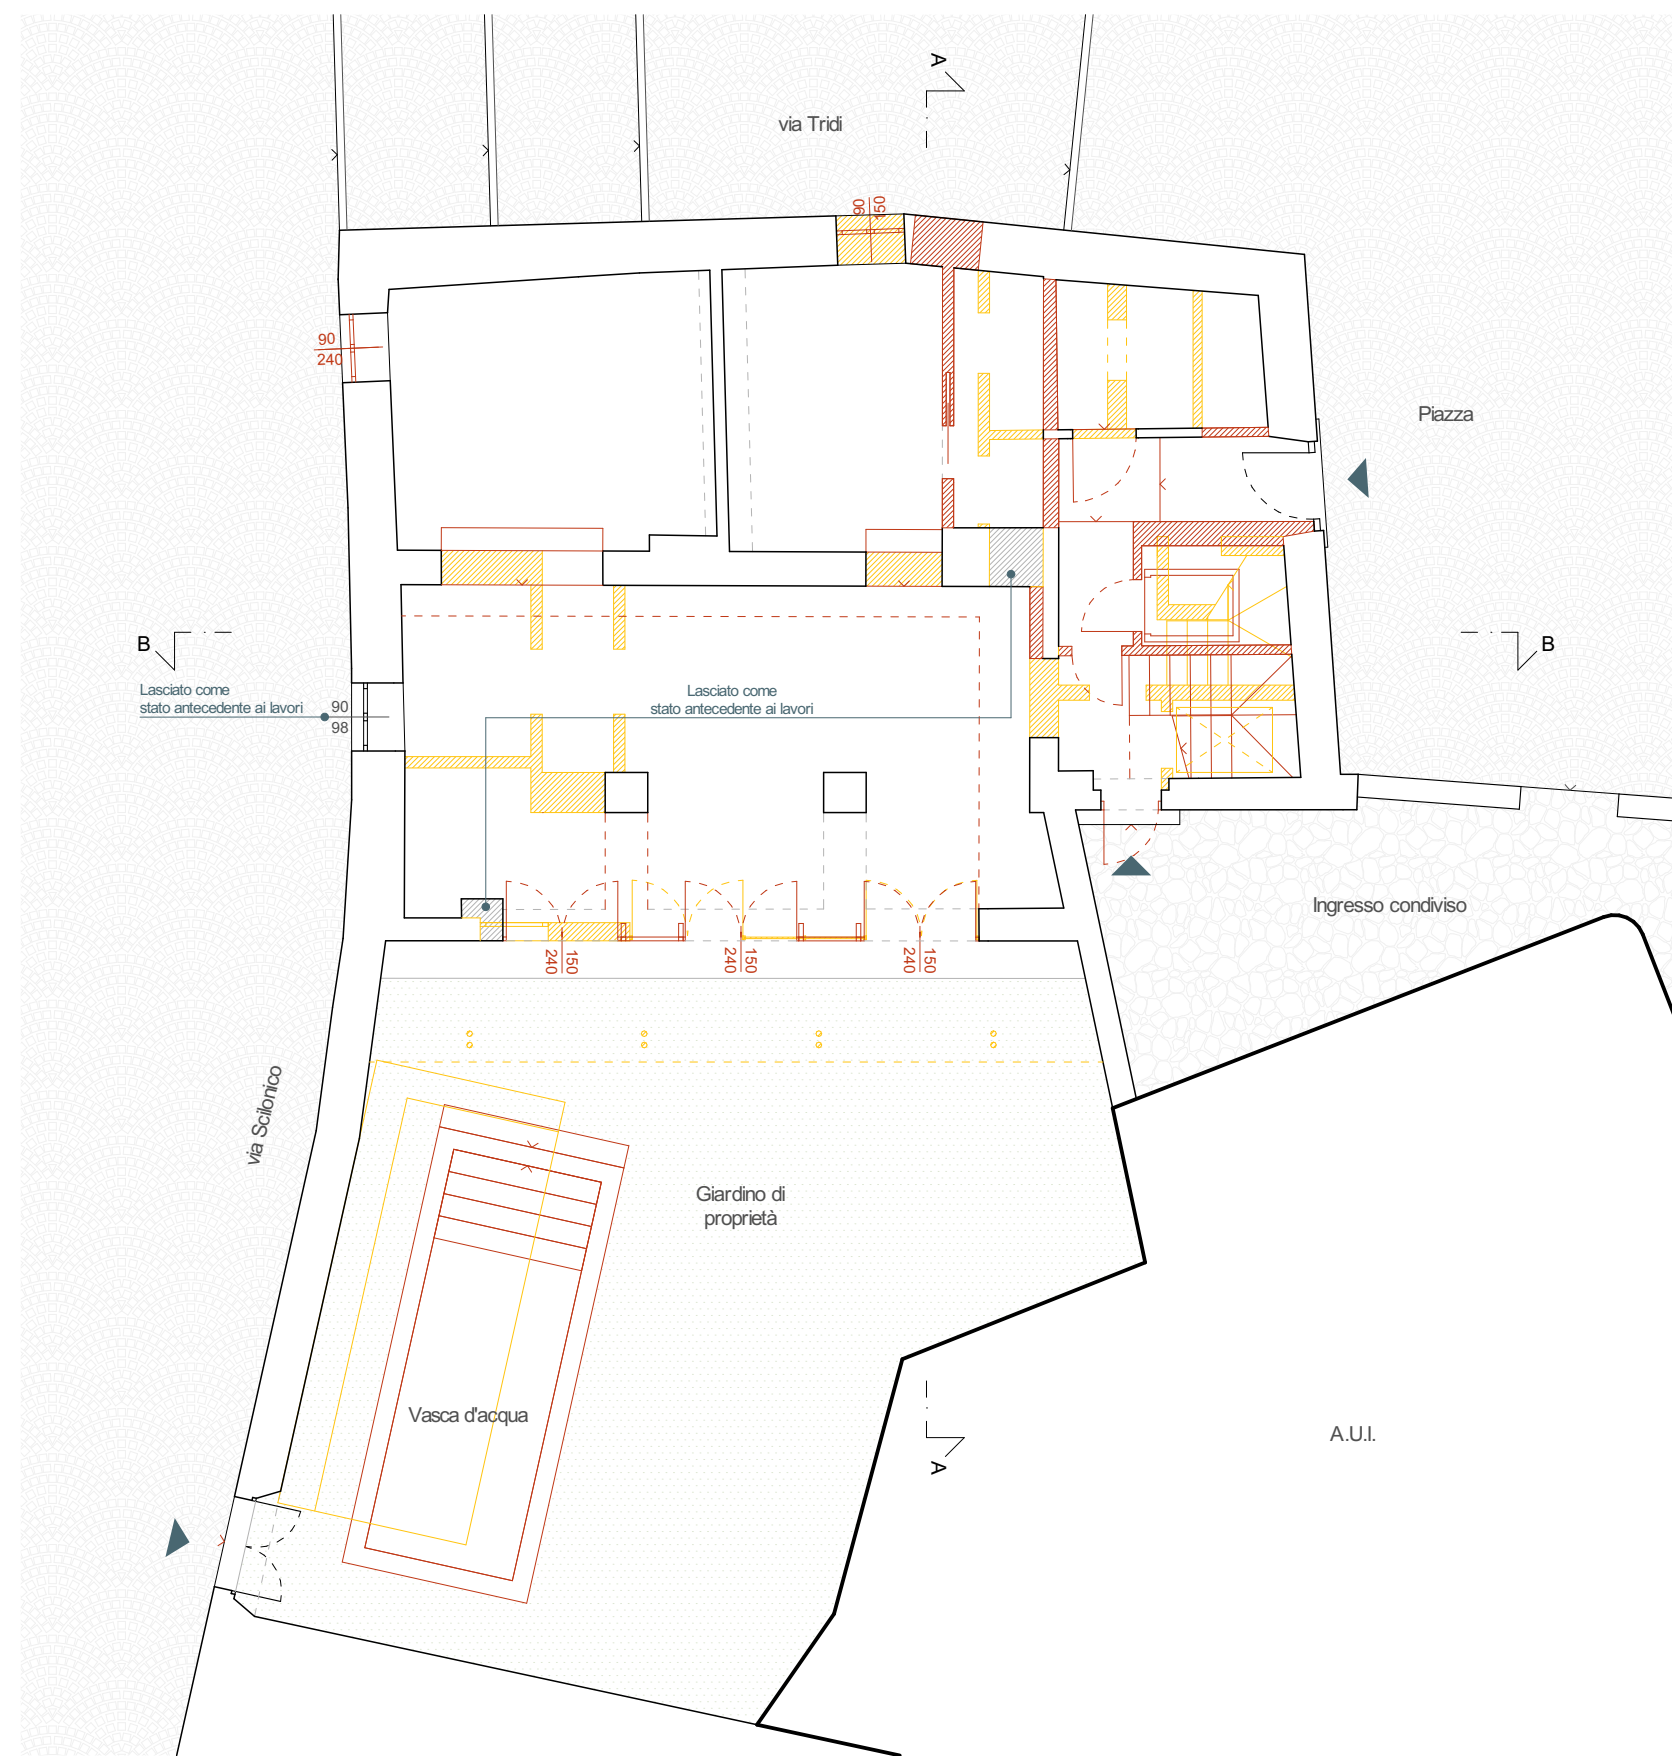 A
via Tridi
90
150
90
240
Piazza
B
B
Lasciato come
stato antecedente ai lavori
90
98
Lasciato come
stato antecedente ai lavori
Ingresso condiviso
240
150
240
150
240
150
via Scilonico
Giardino di
proprietà
Vasca d'acqua
A
A.U.I.